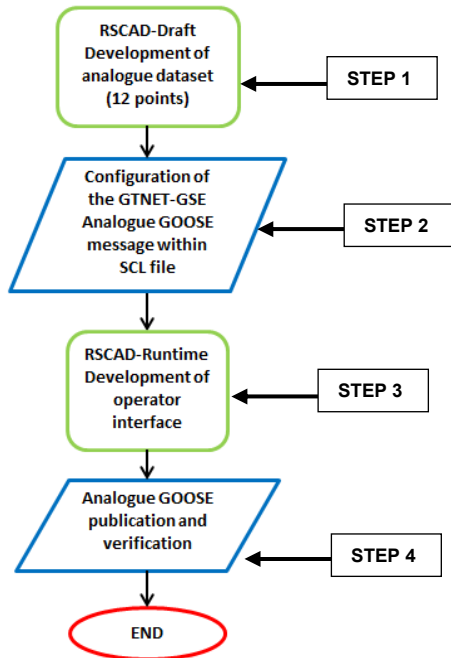 RSCAD-Draft
Development of
analogue dataset
(12 points)
STEP 1
Configuration of
the GTNET-GSE
Analogue GOOSE
message within
SCL file
STEP 2
RSCAD-Runtime
Development of
operator
interface
STEP 3
Analogue GOOSE
publication and
verification
STEP 4
END